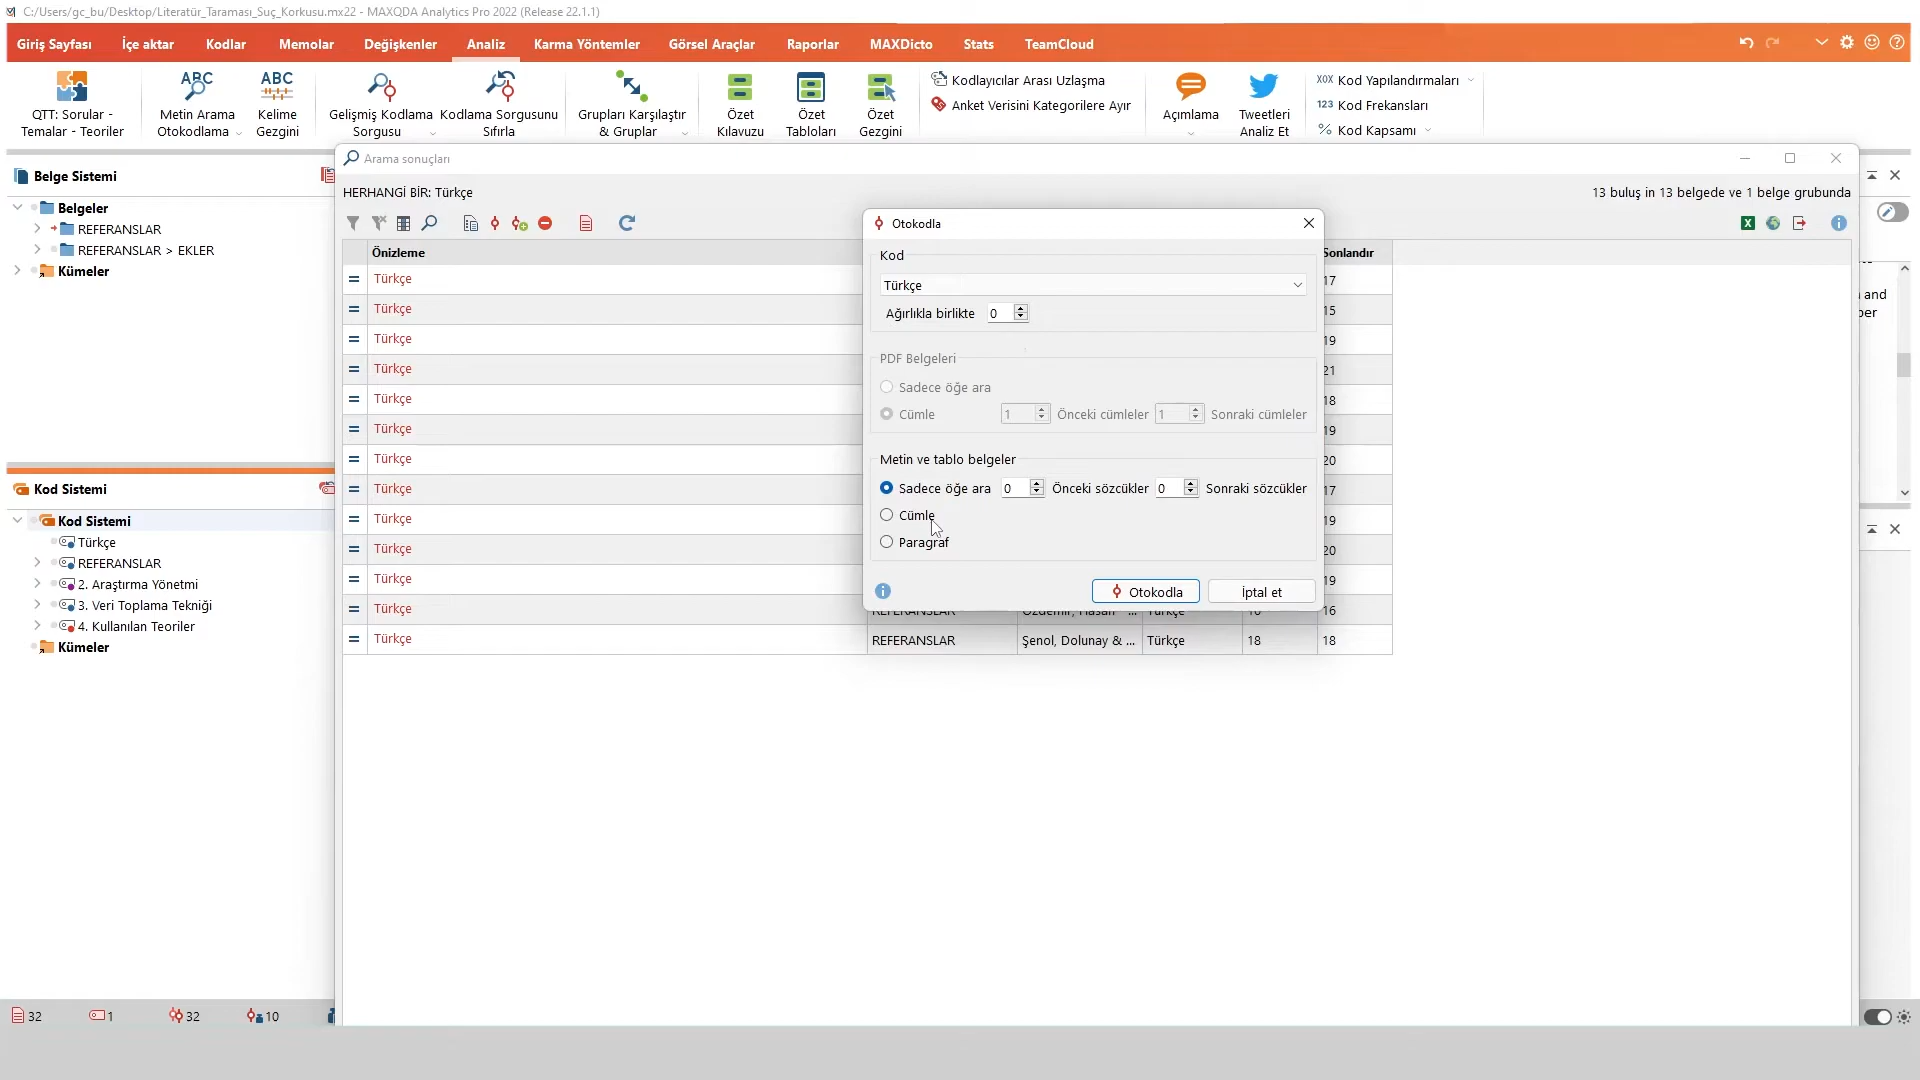 C:/Users/gc_bu/Desktop/Literatür_Taraması_Suç_Korkusu.mx22 - MAXQDA Analytics Pro 2022 (Release 22.1.1)
Giriş Sayfası İçe aktar Kodlar Memolar Değişkenler Analiz Karma Yöntemler Görsel Araçlar Raporlar MAXDicto Stats TeamCloud
QTT: Sorular - Temalar - Teoriler
Metin Arama Otokodlama
Kelime Gezgini
Gelişmiş Kodlama Sorgusu
Kodlama Sorgusunu Sıfırla
Grupları Karşılaştır & Gruplar
Özet Kılavuzu
Özet Tabloları
Özet Gezgini
Kodlayıcılar Arası Uzlaşma
Anket Verisini Kategorilere Ayır
Açımlama
Tweetleri Analiz Et
Kod Yapılandırmaları
123 Kod Frekansları
% Kod Kapsamı
Belge Sistemi
Belgeler
REFERANSLAR
REFERANSLAR > EKLER
Kümeler
Kod Sistemi
Kod Sistemi
Türkçe
REFERANSLAR
2. Araştırma Yönetmi
3. Veri Toplama Tekniği
4. Kullanılan Teoriler
Kümeler
32 1 32 10
Arama sonuçları
HERHANGİ BİR: Türkçe
13 buluş in 13 belgede ve 1 belge grubunda
Önizleme Sonlandır
Türkçe 17
Türkçe 15
Türkçe 19
Türkçe 21
Türkçe 18
Türkçe 19
Türkçe 20
Türkçe 17
Türkçe 19
Türkçe 20
Türkçe 19
Türkçe REFERANSLAR Özdemir, Hasan ... Türkçe 16 16
Türkçe REFERANSLAR Şenol, Dolunay & ... Türkçe 18 18
Otokodla
Kod
Türkçe
Ağırlıkla birlikte 0
PDF Belgeleri
Sadece öğe ara
Cümle 1 Önceki cümleler 1 Sonraki cümleler
Metin ve tablo belgeler
Sadece öğe ara 0 Önceki sözcükler 0 Sonraki sözcükler
Cümle
Paragraf
Otokodla İptal et
and